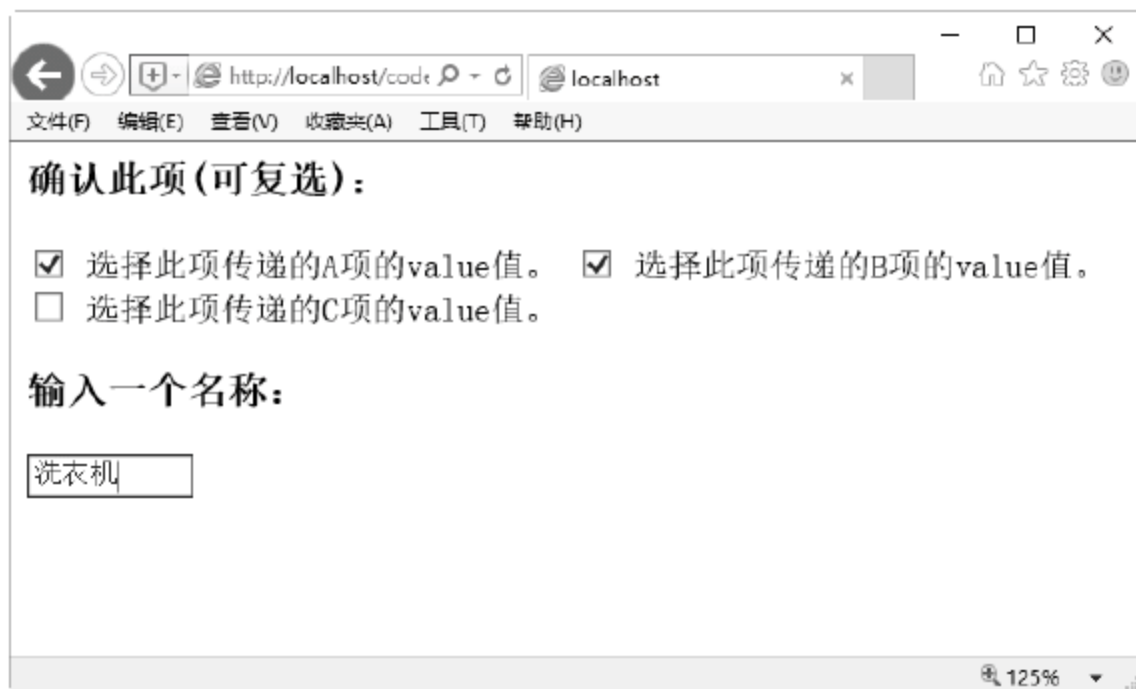 http://localhost/code localhost
文件(F) 编辑(E) 查看(V) 收藏夹(A) 工具(T) 帮助(H)
确认此项(可复选)：
选择此项传递的A项的value值。 选择此项传递的B项的value值。
选择此项传递的C项的value值。
输入一个名称：
洗衣机
125%